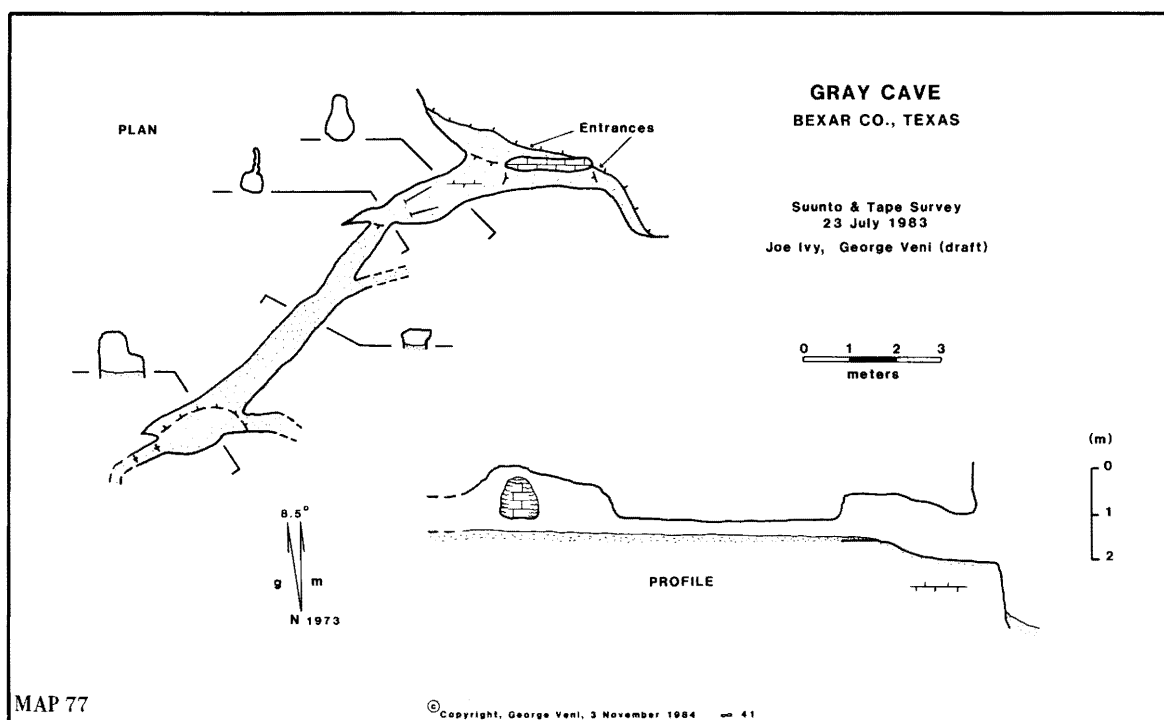 GRAY CAVE
BEXAR CO., TEXAS
PLAN
Entrances
Suunto & Tape Survey
23 July 1983
Joe Ivy, George Veni (draft)
0 1 2 3
meters
(m)
0
1
2
8.5°
g m
N 1973
PROFILE
MAP 77
© Copyright, George Veni, 3 November 1984 ∞ 41